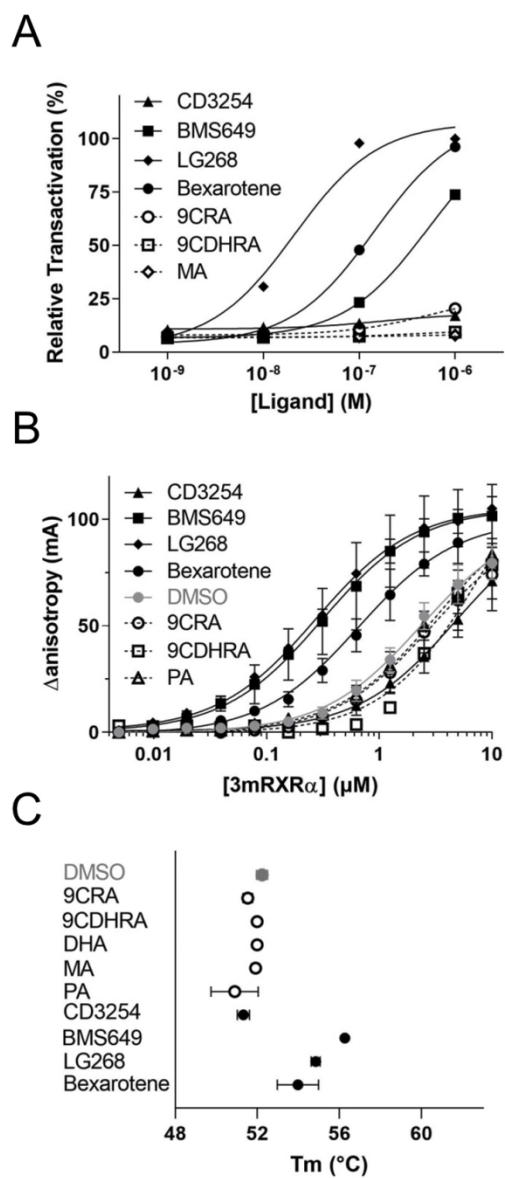 A
Relative Transactivation (%)
100
75
50
25
0
CD3254
BMS649
LG268
Bexarotene
9CRA
9CDHRA
MA
10-9
10-8
10-7
10-6
[Ligand] (M)
B
Δanisotropy (mA)
100
50
0
CD3254
BMS649
LG268
Bexarotene
DMSO
9CRA
9CDHRA
PA
0.01
0.1
1
10
[3mRXRα] (µM)
C
DMSO
9CRA
9CDHRA
DHA
MA
PA
CD3254
BMS649
LG268
Bexarotene
48
52
56
60
Tm (°C)